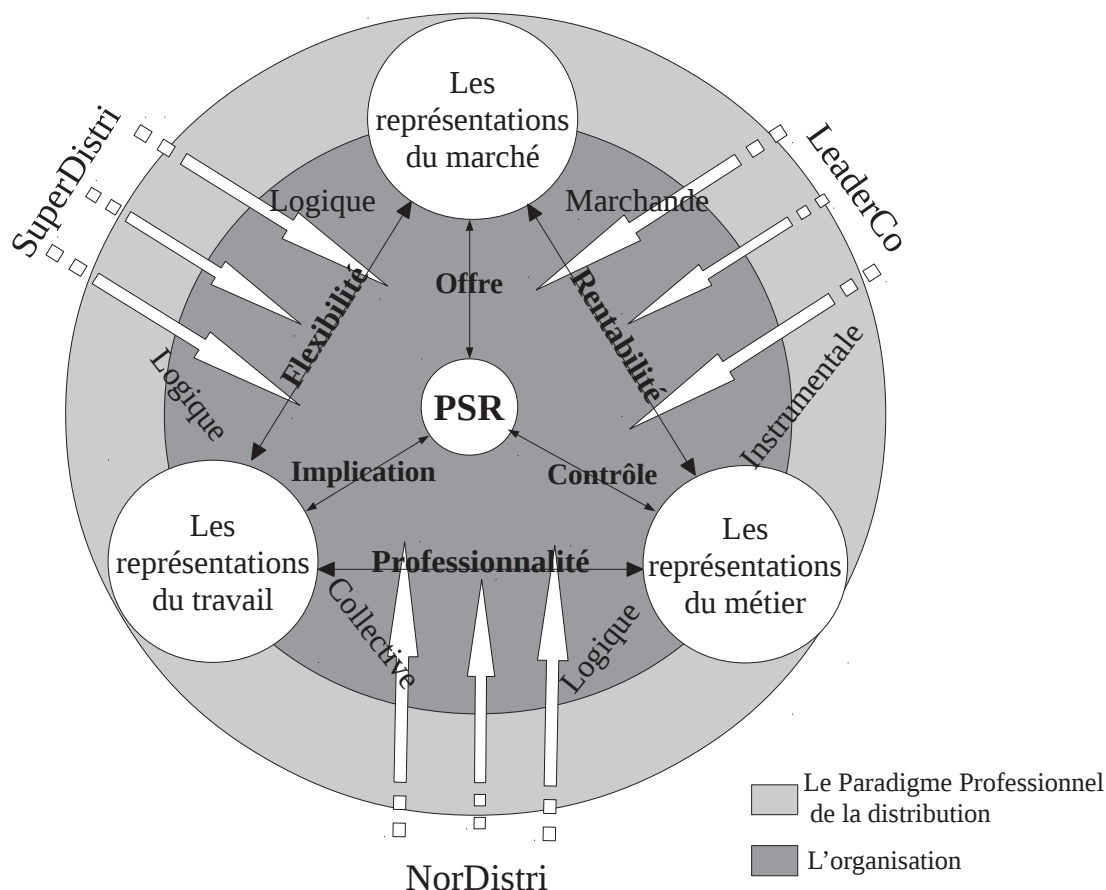 Les
représentations
du marché
SuperDistri
LeaderCo
Logique
Marchande
Offre
Flexibilité
Rentabilité
Logique
Instrumentale
PSR
Implication
Contrôle
Les
représentations
du travail
Professionnalité
Les
représentations
du métier
Collective
Logique
Le Paradigme Professionnel
de la distribution
L'organisation
NorDistri